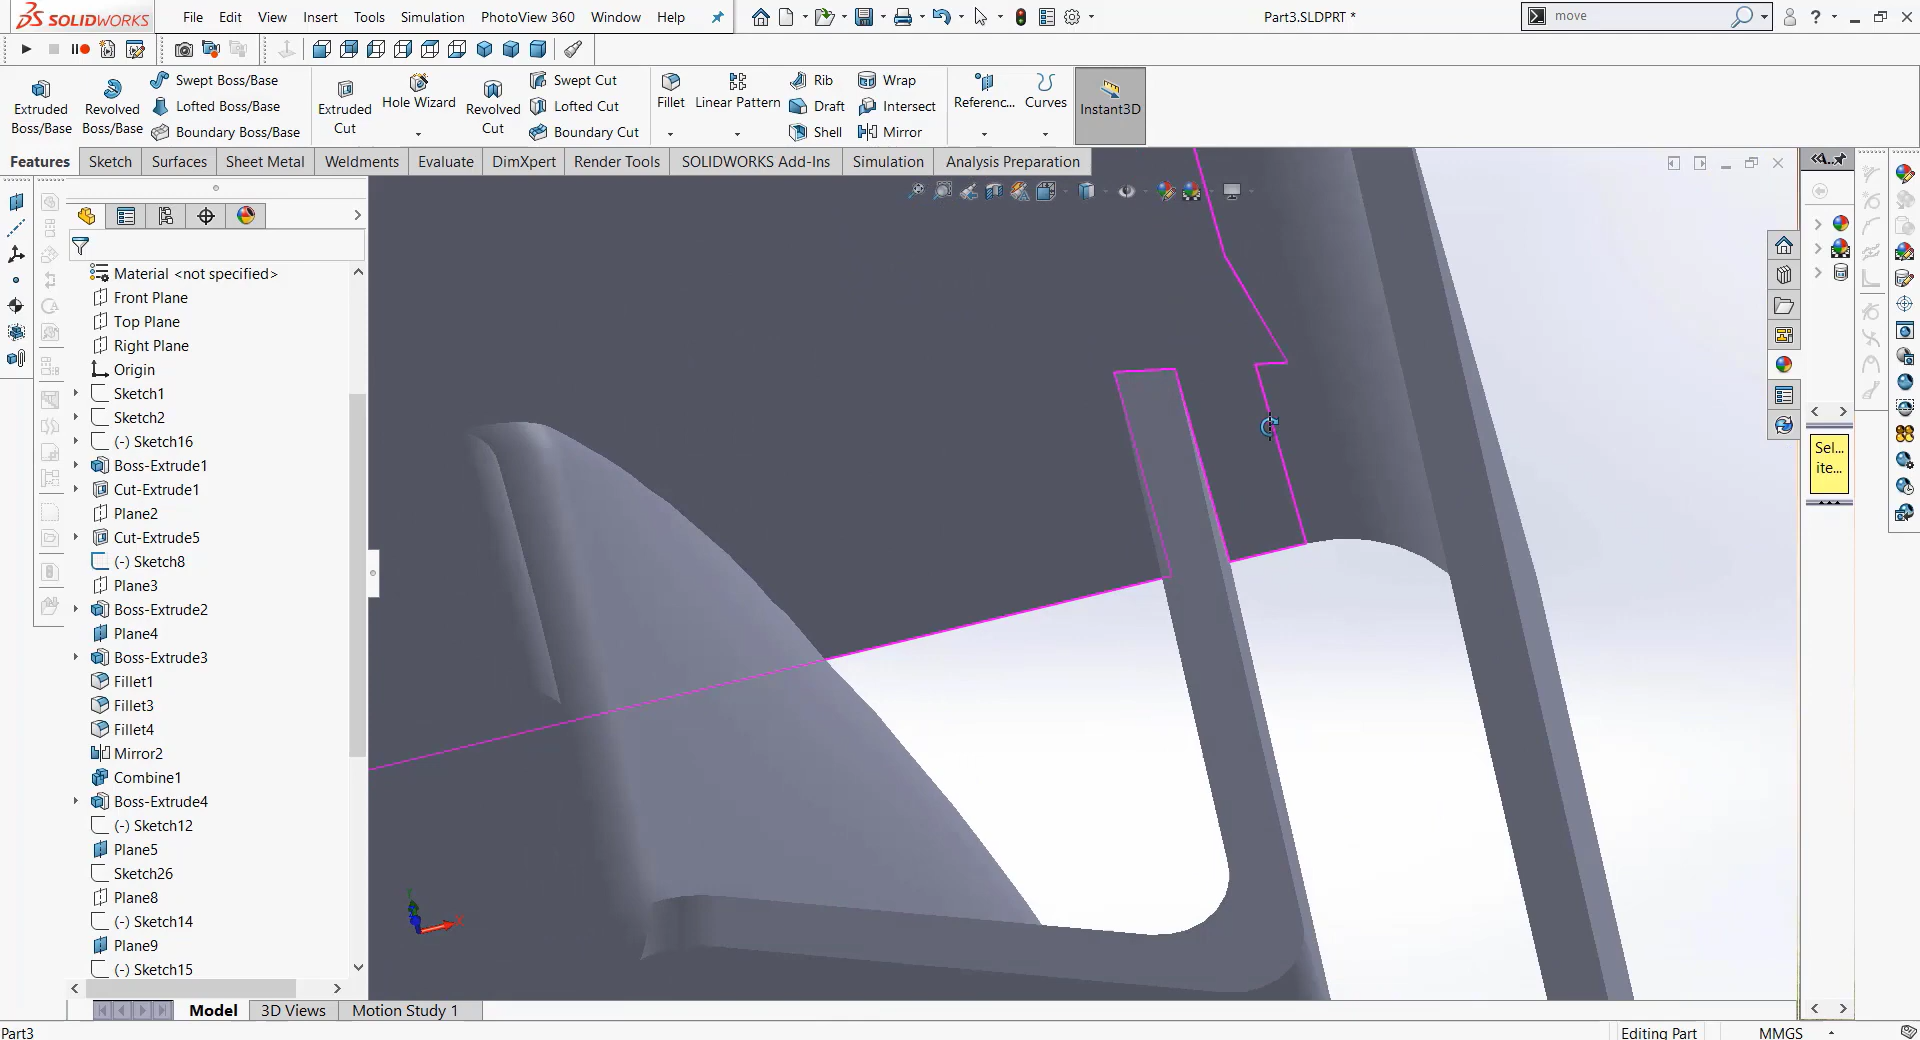 SOLIDWORKS
File Edit View Insert Tools Simulation PhotoView 360 Window Help
Part3.SLDPRT *
move
Extruded Boss/Base
Revolved Boss/Base
Swept Boss/Base
Lofted Boss/Base
Boundary Boss/Base
Extruded Cut
Hole Wizard
Revolved Cut
Swept Cut
Lofted Cut
Boundary Cut
Fillet
Linear Pattern
Rib
Draft
Shell
Wrap
Intersect
Mirror
Referenc...
Curves
Instant3D
Features Sketch Surfaces Sheet Metal Weldments Evaluate DimXpert Render Tools SOLIDWORKS Add-Ins Simulation Analysis Preparation
Material <not specified>
Front Plane
Top Plane
Right Plane
Origin
Sketch1
Sketch2
(-) Sketch16
Boss-Extrude1
Cut-Extrude1
Plane2
Cut-Extrude5
(-) Sketch8
Plane3
Boss-Extrude2
Plane4
Boss-Extrude3
Fillet1
Fillet3
Fillet4
Mirror2
Combine1
Boss-Extrude4
(-) Sketch12
Plane5
Sketch26
Plane8
(-) Sketch14
Plane9
(-) Sketch15
Sel...
ite...
Model 3D Views Motion Study 1
Part3
Editing Part
MMGS